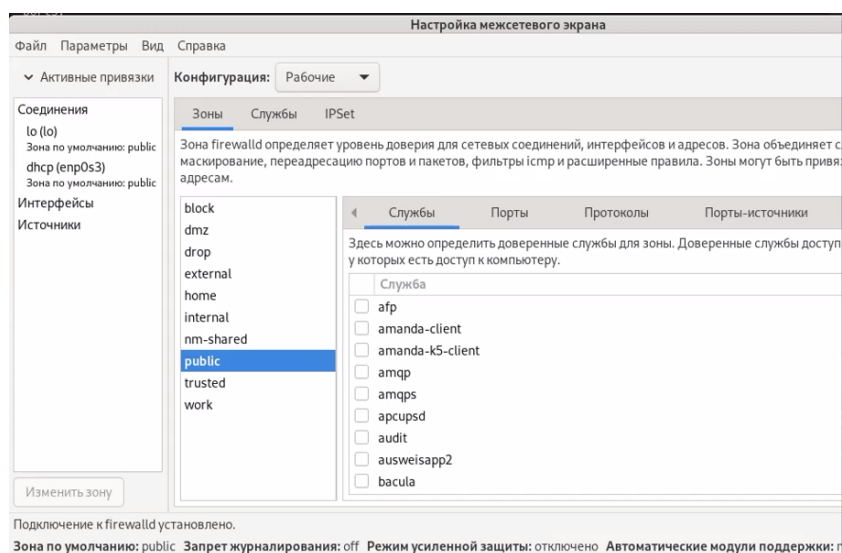 Настройка межсетевого экрана
Файл Параметры Вид Справка
Активные привязки
Конфигурация: Рабочие
Соединения
lo (lo)
Зона по умолчанию: public
dhcp (enp0s3)
Зона по умолчанию: public
Интерфейсы
Источники
Изменить зону
Зоны Службы IPSet
Зона firewalld определяет уровень доверия для сетевых соединений, интерфейсов и адресов. Зона объединяет
маскирование, переадресацию портов и пакетов, фильтры icmp и расширенные правила. Зоны могут быть
адресам.
block
dmz
drop
external
home
internal
nm-shared
public
trusted
work
Службы Порты Протоколы Порты-источники
Здесь можно определить доверенные службы для зоны. Доверенные службы
у которых есть доступ к компьютеру.
Служба
afp
amanda-client
amanda-k5-client
amqp
amqps
apcupsd
audit
ausweisapp2
bacula
Подключение к firewalld установлено.
Зона по умолчанию: public Запрет журналирования: off Режим усиленной защиты: отключено Автоматические модули поддержки: